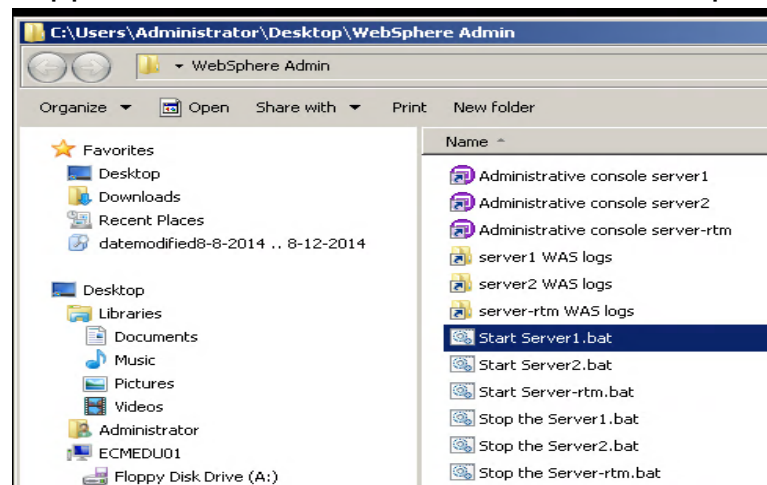 C:\Users\Administrator\Desktop\WebSphere Admin
WebSphere Admin
Organize Open Share with Print New folder
Favorites
Desktop
Downloads
Recent Places
datemodified8-8-2014 .. 8-12-2014
Desktop
Libraries
Documents
Music
Pictures
Videos
Administrator
ECMEDU01
Floppy Disk Drive (A:)
Name
Administrative console server1
Administrative console server2
Administrative console server-rtm
server1 WAS logs
server2 WAS logs
server-rtm WAS logs
Start Server1.bat
Start Server2.bat
Start Server-rtm.bat
Stop the Server1.bat
Stop the Server2.bat
Stop the Server-rtm.bat